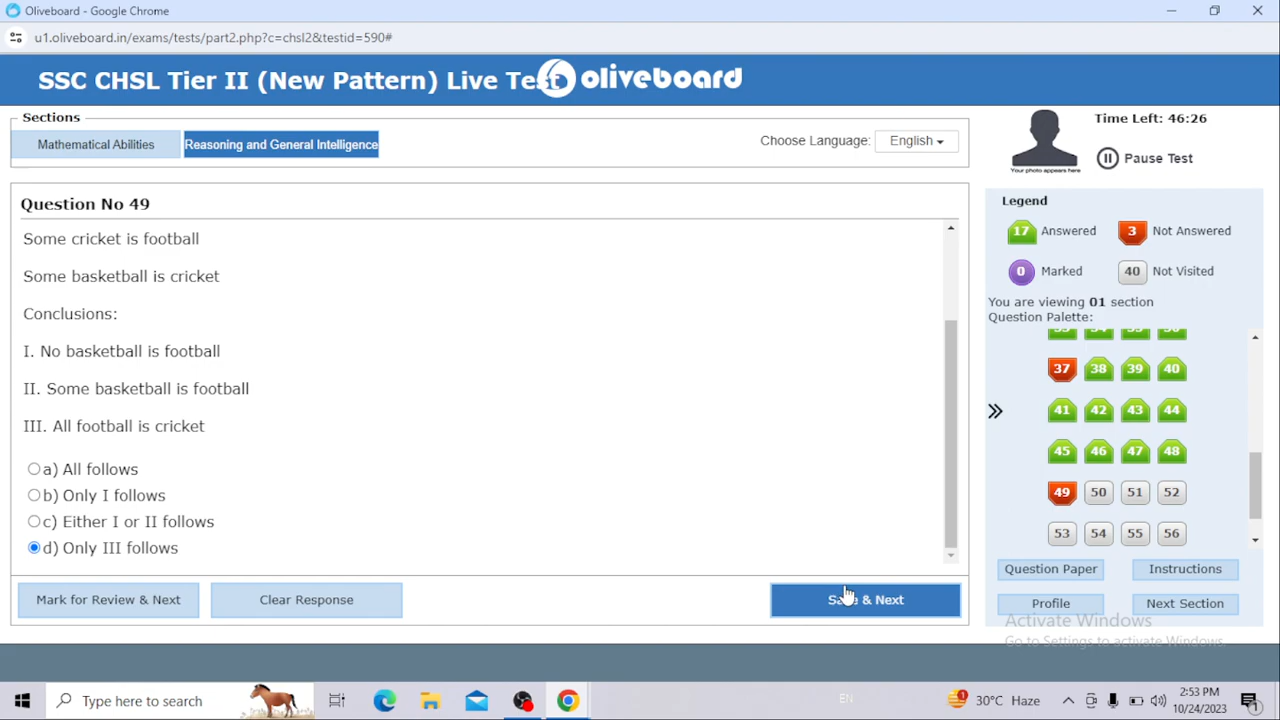 Oliveboard - Google Chrome
u1.oliveboard.in/exams/tests/part2.php?c=chsl2&testid=590#
SSC CHSL Tier II (New Pattern) Live Test
oliveboard
Sections
Mathematical Abilities
Reasoning and General Intelligence
Choose Language: English
Your photo appears here
Time Left: 46:26
Pause Test
Question No 49
Some cricket is football
Some basketball is cricket
Conclusions:
I. No basketball is football
II. Some basketball is football
III. All football is cricket
a) All follows
b) Only I follows
c) Either I or II follows
d) Only III follows
Mark for Review & Next
Clear Response
Save & Next
Legend
17 Answered
3 Not Answered
0 Marked
40 Not Visited
You are viewing 01 section
Question Palette:
33 34 35 36
37 38 39 40
41 42 43 44
45 46 47 48
49 50 51 52
53 54 55 56
Question Paper
Instructions
Profile
Next Section
Activate Windows
Go to Settings to activate Windows.
Type here to search
EN
1
30°C Haze
2:53 PM
10/24/2023
1